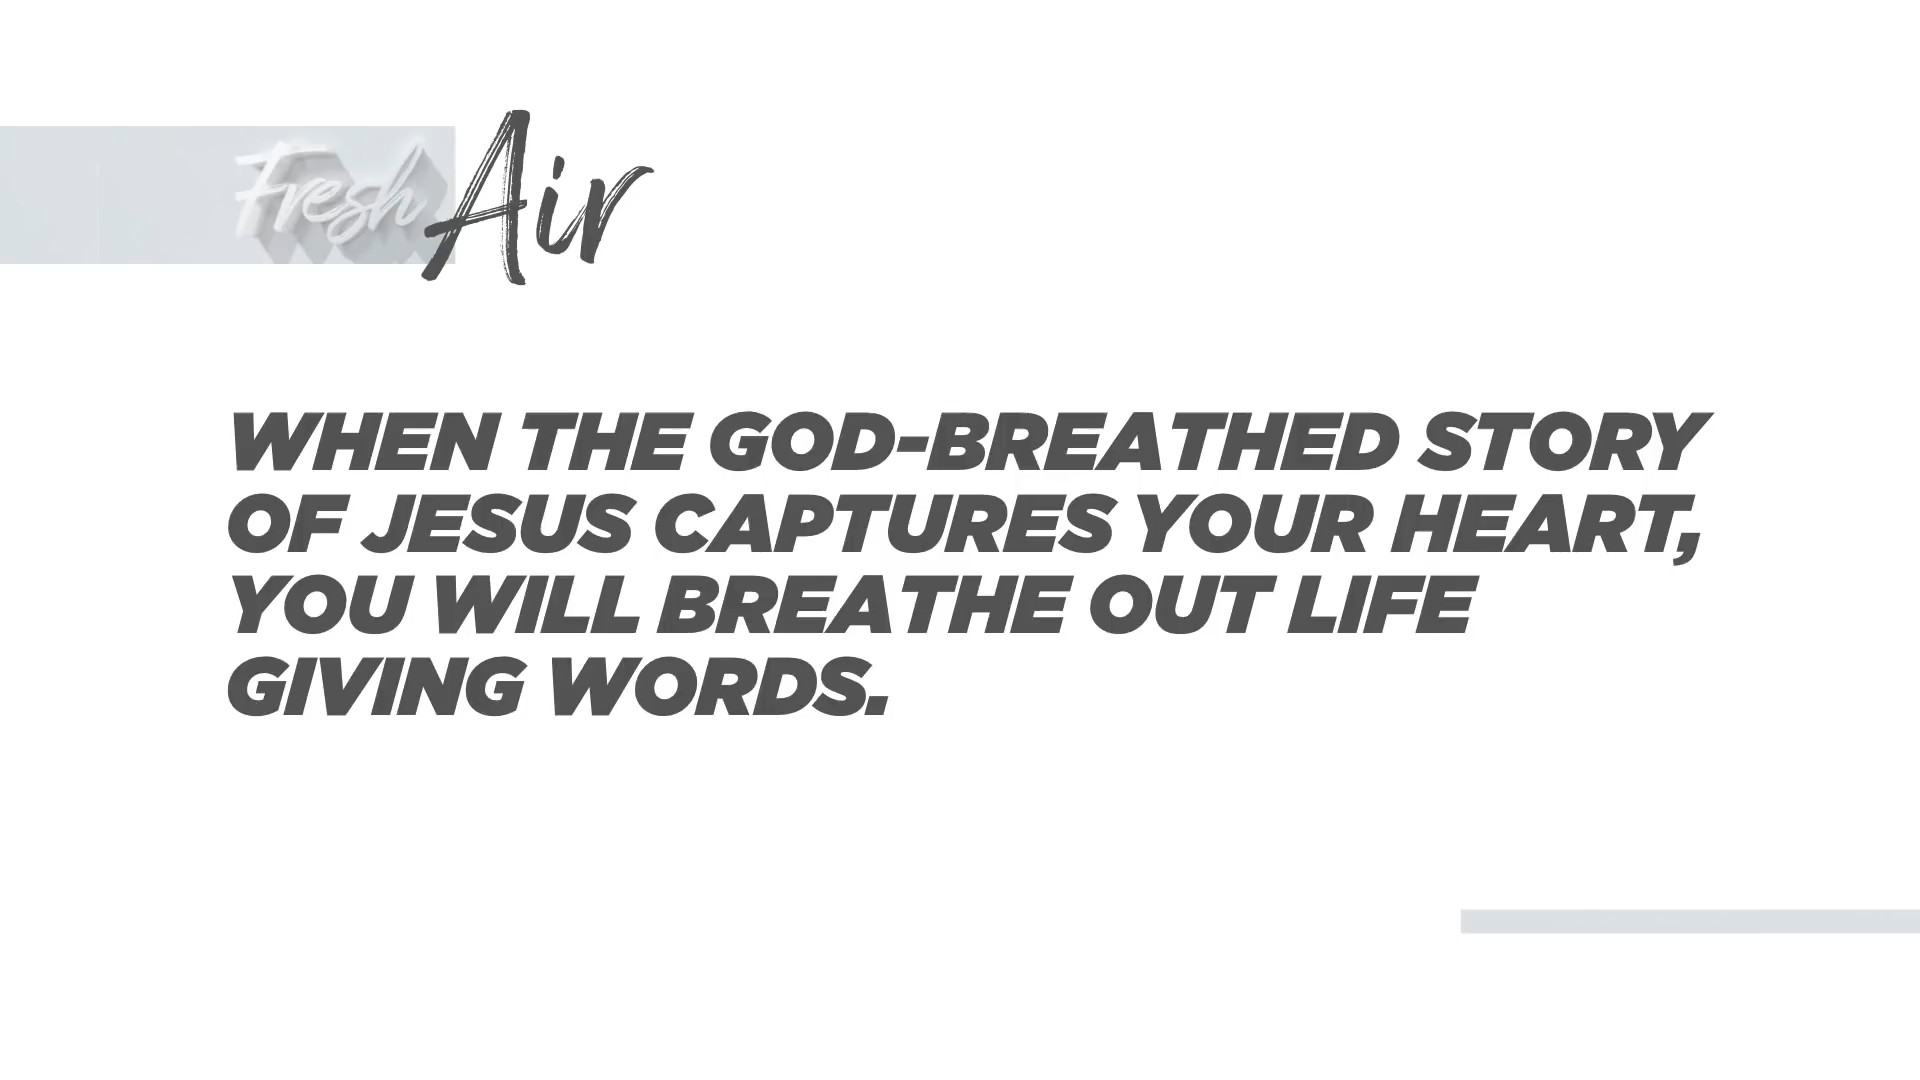 Fresh Air
WHEN THE GOD-BREATHED STORY
OF JESUS CAPTURES YOUR HEART,
YOU WILL BREATHE OUT LIFE
GIVING WORDS.